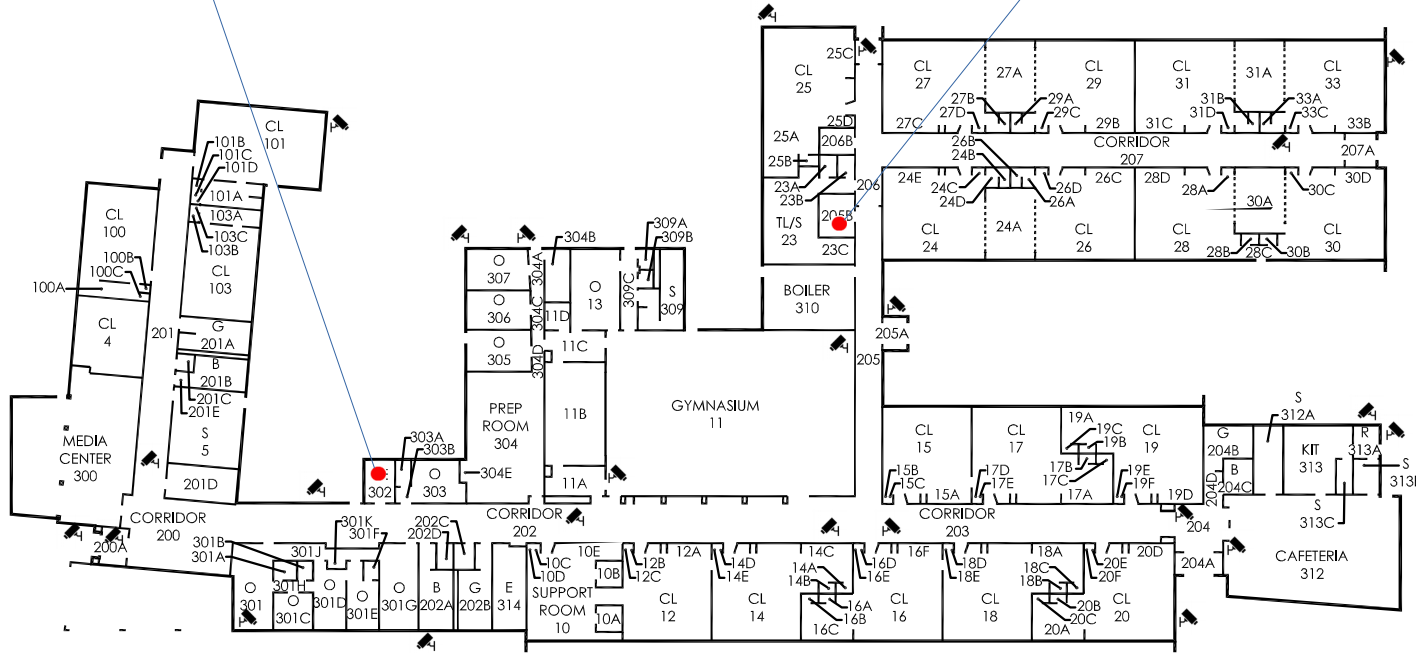 25C
CL
25
CL
27
27A
CL
29
CL
31
31A
CL
33
27B
29A
27D
29C
31B
33A
31D
33C
25D
27C
29B
31C
33B
206B
25A
25B
CORRIDOR
207
207A
26B
24B
23A
23B
206
24E
24C
24D
26D
26A
26C
28D
28A
30C
30D
30A
205B
TL/S
23
23C
CL
24
24A
CL
26
CL
28
CL
30
28B
28C
30B
CL
101
101B
101C
101D
101A
103A
103C
103B
CL
100
100B
100C
100A
CL
103
CL
4
201
G
201A
B
201B
201C
201E
S
5
201D
MEDIA
CENTER
300
CORRIDOR
200
200A
O
307
O
306
O
305
304A
304C
304D
304B
O
13
11D
11C
309A
309B
309C
S
309
BOILER
310
205A
205
PREP
ROOM
304
304E
11B
11A
GYMNASIUM
11
303A
303B
302
O
303
CORRIDOR
202
CL
15
CL
17
19A
19C
19B
17B
17C
17A
CL
19
15B
15C
15A
17D
17E
19E
19F
19D
CORRIDOR
203
G
204B
B
204C
204D
S
312A
KIT
313
R
313A
S
S
313C
204
204A
CAFETERIA
312
301B
301A
301K
301F
301J
301H
O
301
O
301C
O
301D
O
301E
O
301G
202C
202D
B
202A
G
202B
E
314
10C
10D
10E
10B
10A
SUPPORT
ROOM
10
12B
12C
12A
CL
12
14D
14E
14C
CL
14
14A
14B
16A
16B
16C
16D
16E
16F
CL
16
18D
18E
18A
CL
18
18C
18B
20B
20C
20A
20E
20F
20D
CL
20